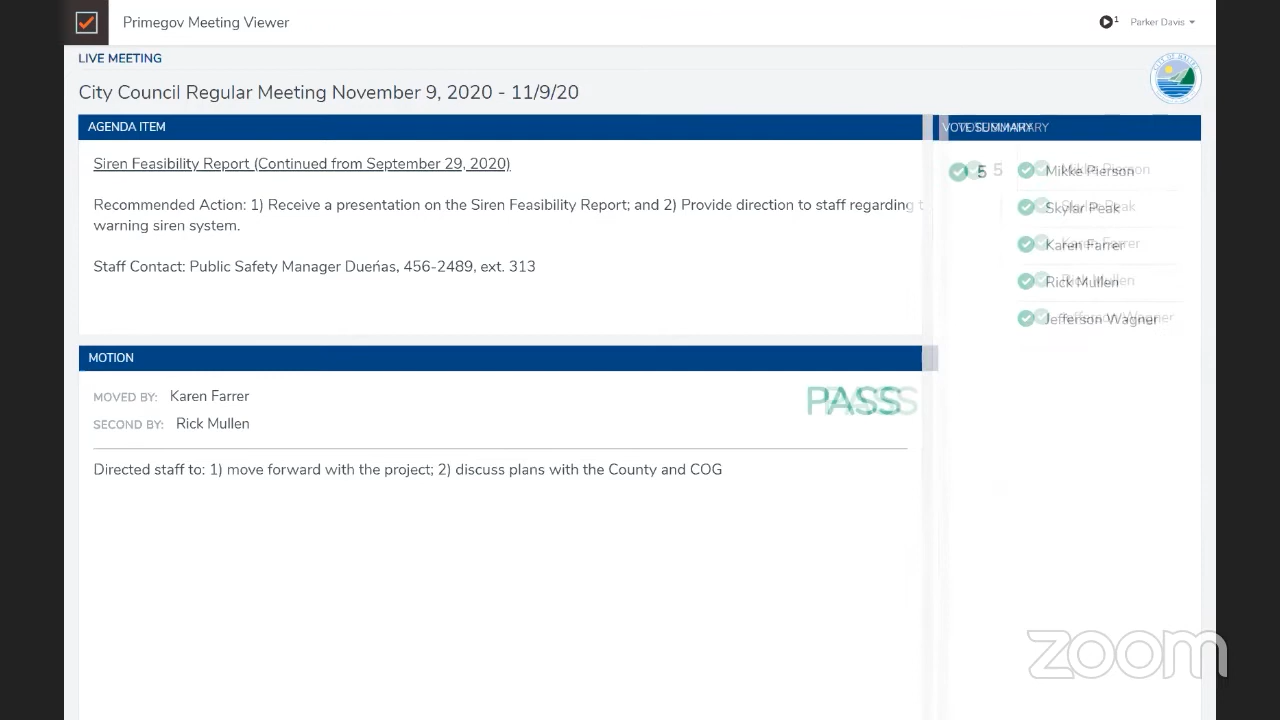 Primegov Meeting Viewer
1
Parker Davis
LIVE MEETING
City Council Regular Meeting November 9, 2020 - 11/9/20
AGENDA ITEM
Siren Feasibility Report (Continued from September 29, 2020)
Recommended Action: 1) Receive a presentation on the Siren Feasibility Report; and 2) Provide direction to staff regarding
warning siren system.
Staff Contact: Public Safety Manager Dueńas, 456-2489, ext. 313
VOTE SUMMARY
5
Mikke Pierson
Skylar Peak
Karen Farrer
Rick Mullen
Jefferson Wagner
MOTION
MOVED BY: Karen Farrer
PASS
SECOND BY: Rick Mullen
Directed staff to: 1) move forward with the project; 2) discuss plans with the County and COG
zoom